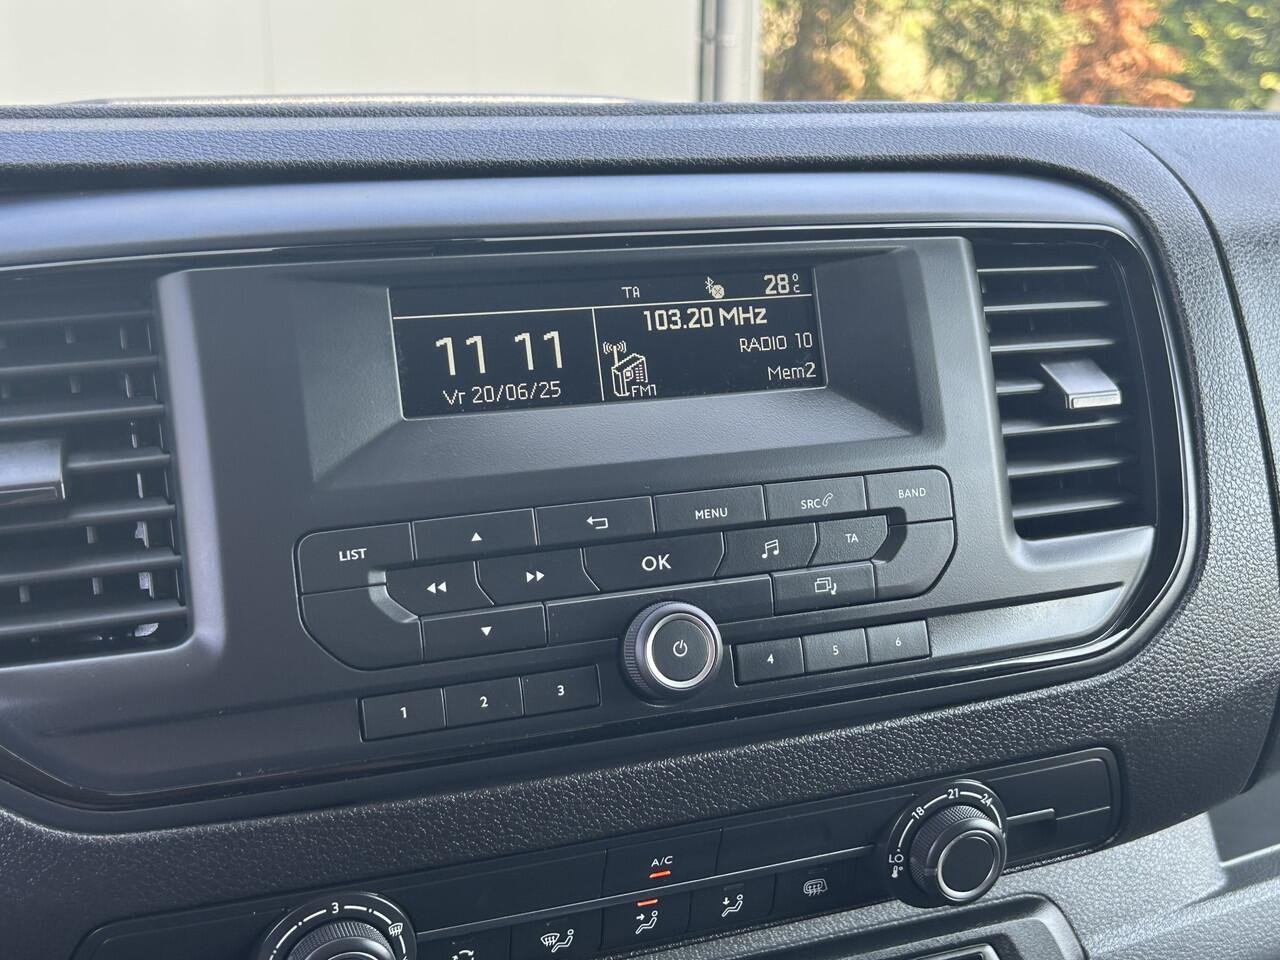 TA 28°C
103.20 MHz
11 11
RADIO 10
Vr 20/06/25
FM1
Mem2
LIST
MENU
SRC
BAND
OK
TA
1
2
3
4
5
6
A/C
3
LO
18
21
24